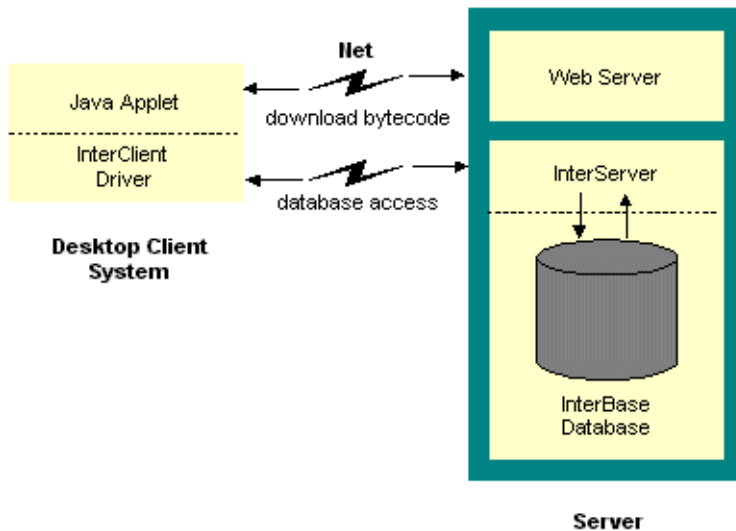 Net
Java Applet
download bytecode
Web Server
InterClient
Driver
database access
InterServer
Desktop Client
System
InterBase
Database
Server